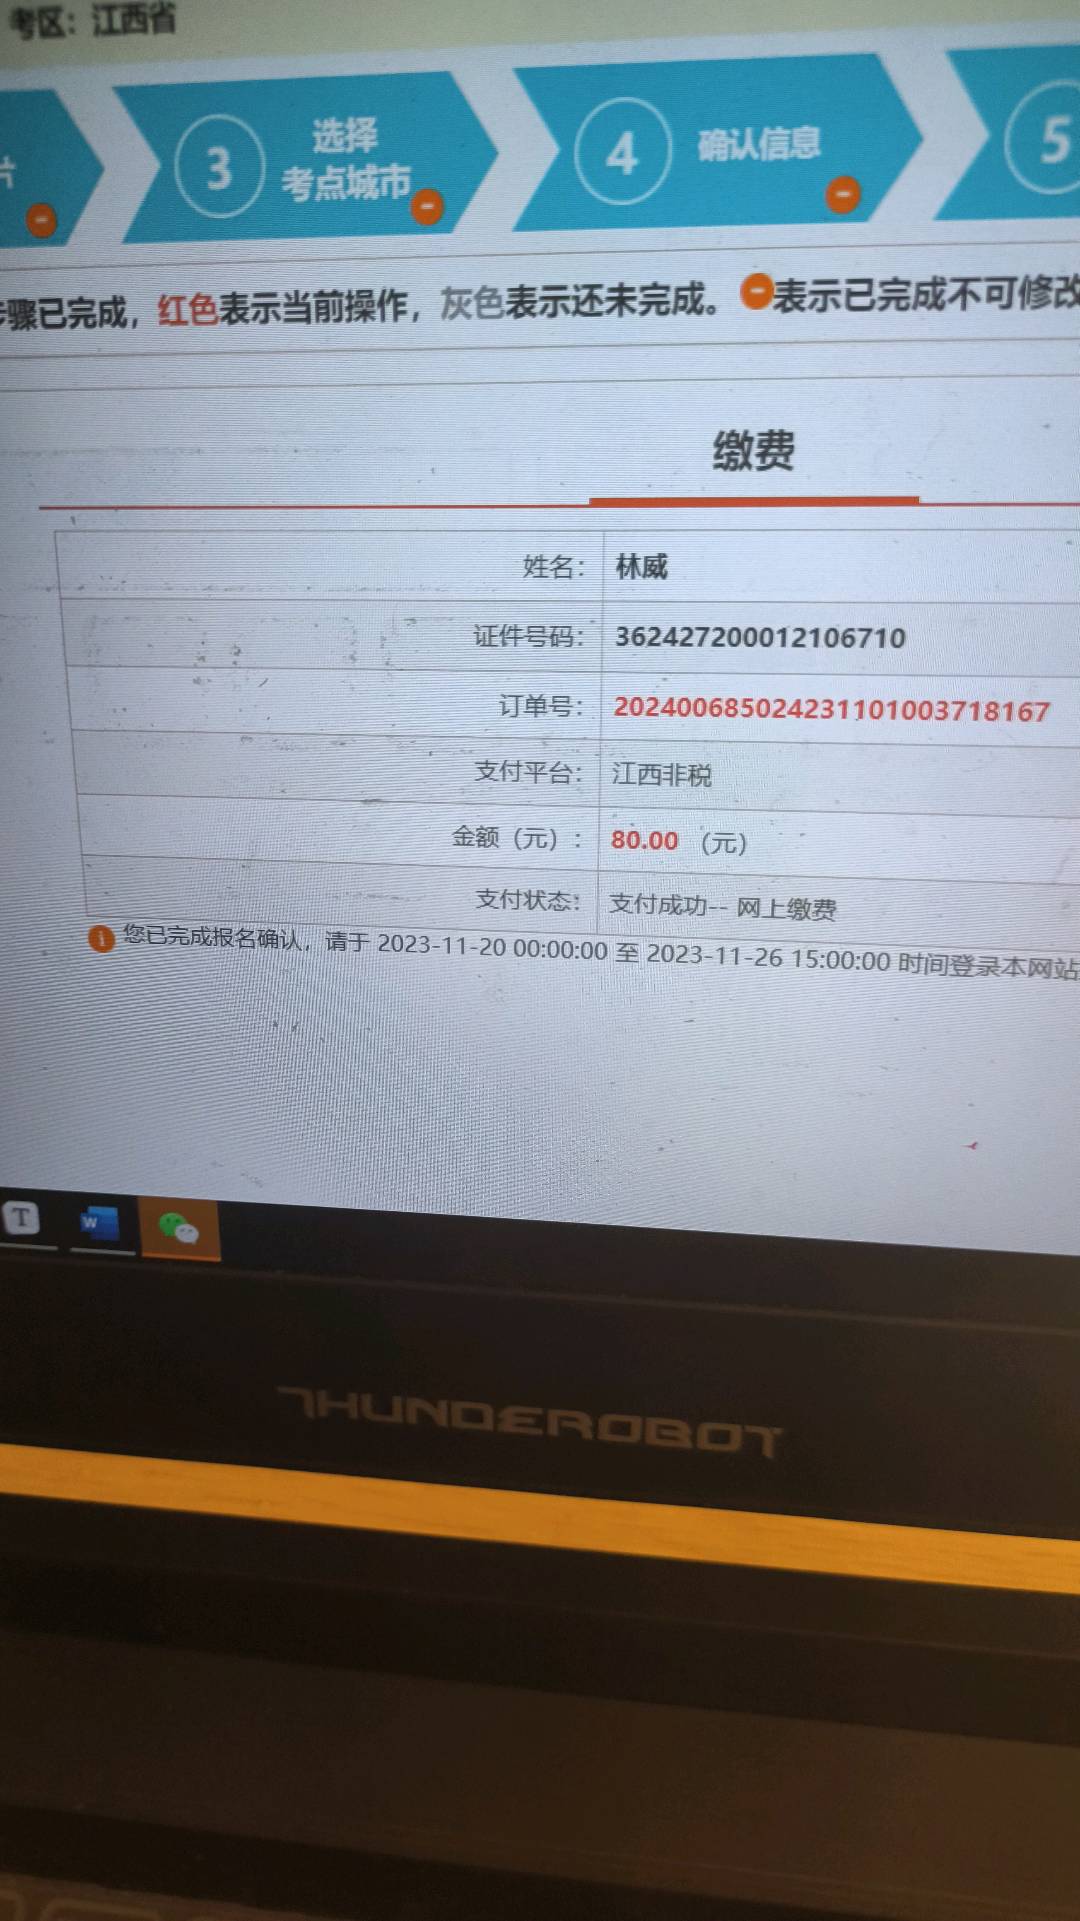 考区：江西省
3
选择
考点城市
4
确认信息
5
步骤已完成，红色表示当前操作，灰色表示还未完成。表示已完成不可修改
缴费
姓名： 林威
证件号码： 362427200012106710
订单号： 202400685024231101003718167
支付平台： 江西非税
金额（元）： 80.00 （元）
支付状态： 支付成功-- 网上缴费
您已完成报名确认，请于 2023-11-20 00:00:00 至 2023-11-26 15:00:00 时间登录本网站
T
W
THUNDEROBOT